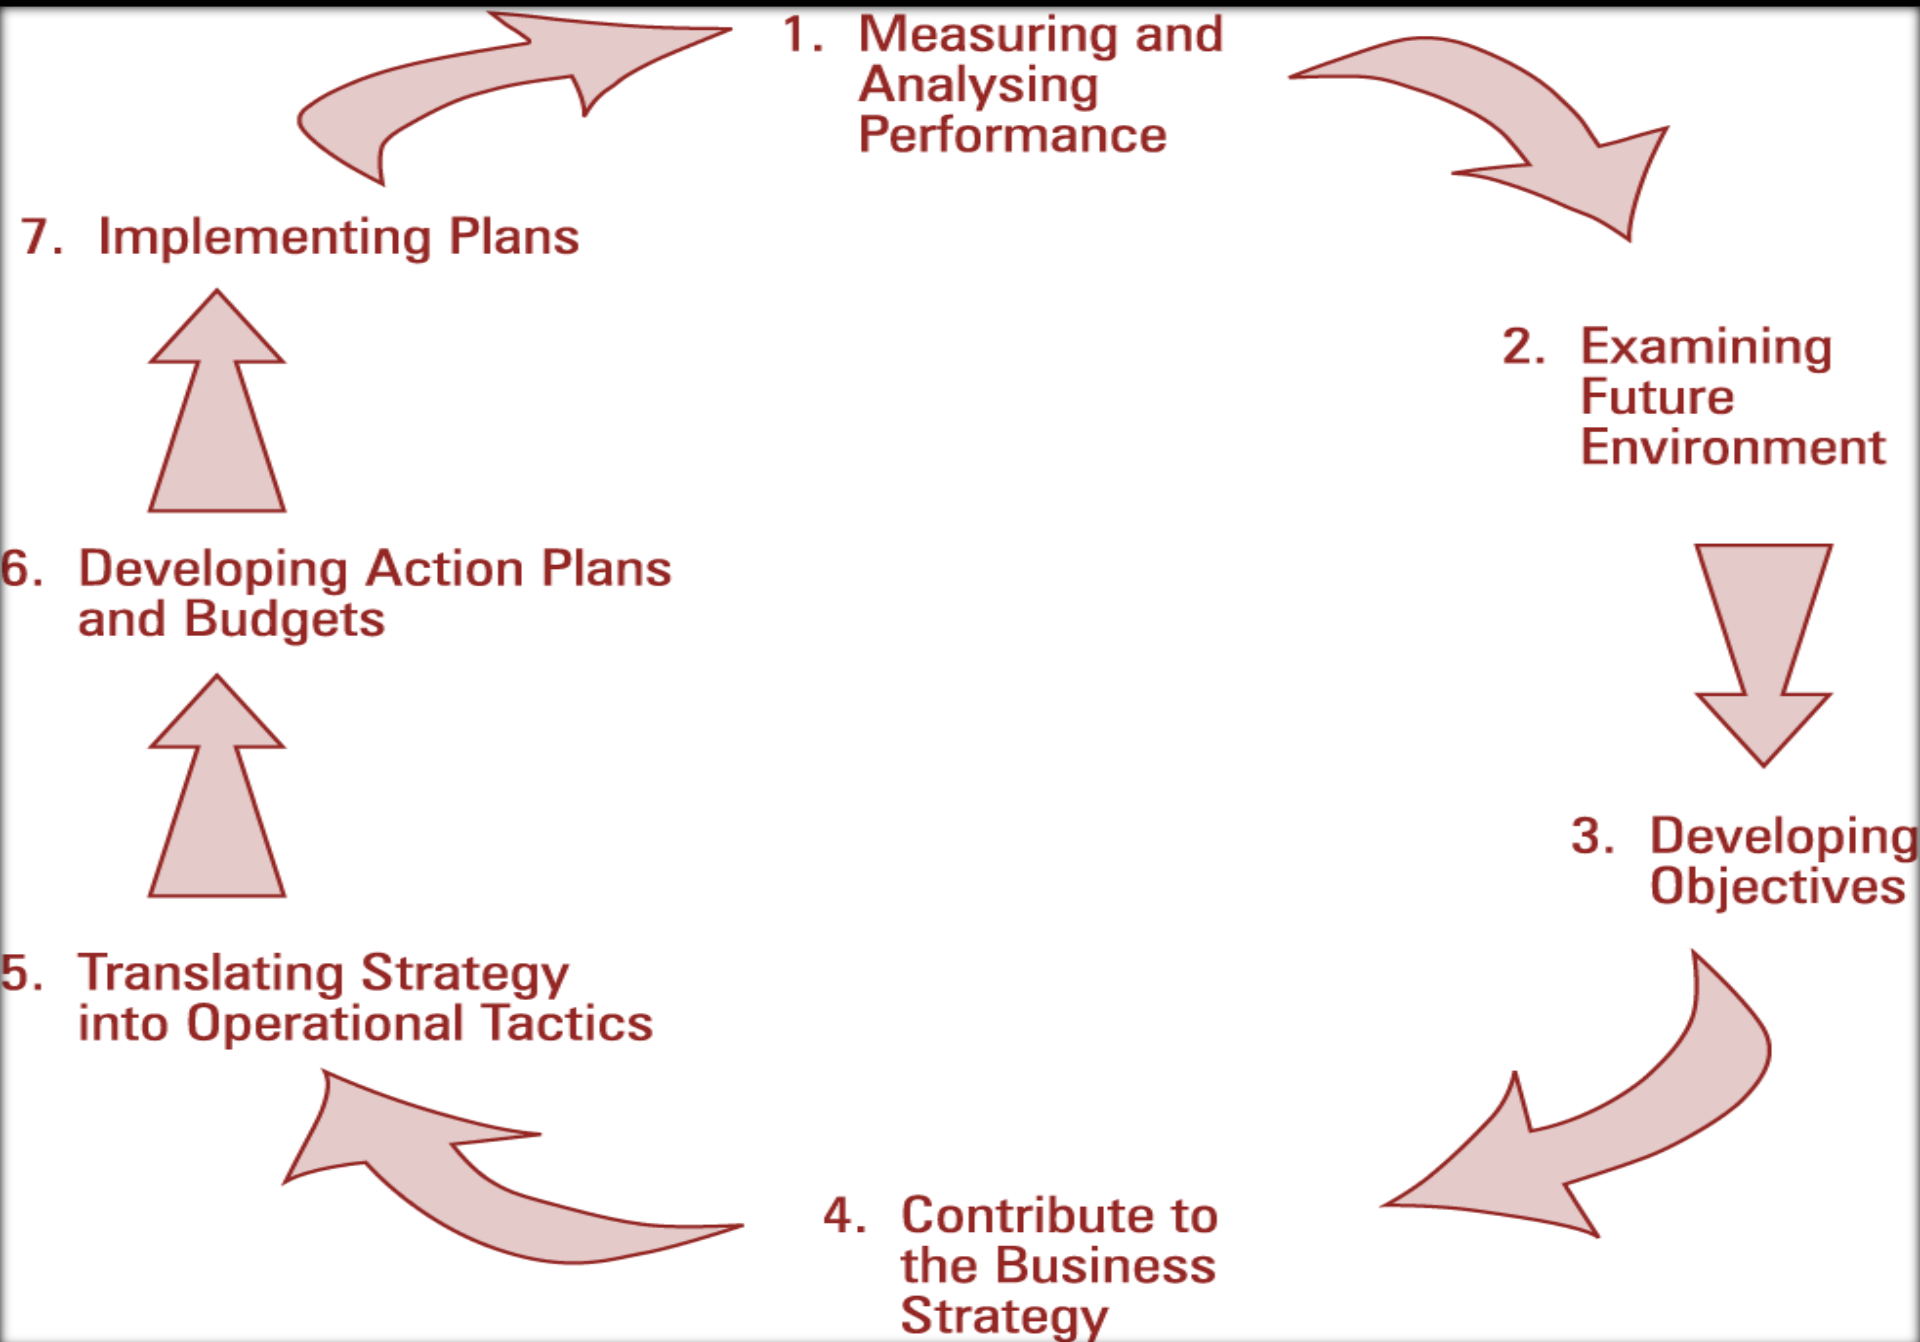 1. Measuring and
Analysing
Performance
2. Examining
Future
Environment
3. Developing
Objectives
4. Contribute to
the Business
Strategy
5. Translating Strategy
into Operational Tactics
6. Developing Action Plans
and Budgets
7. Implementing Plans